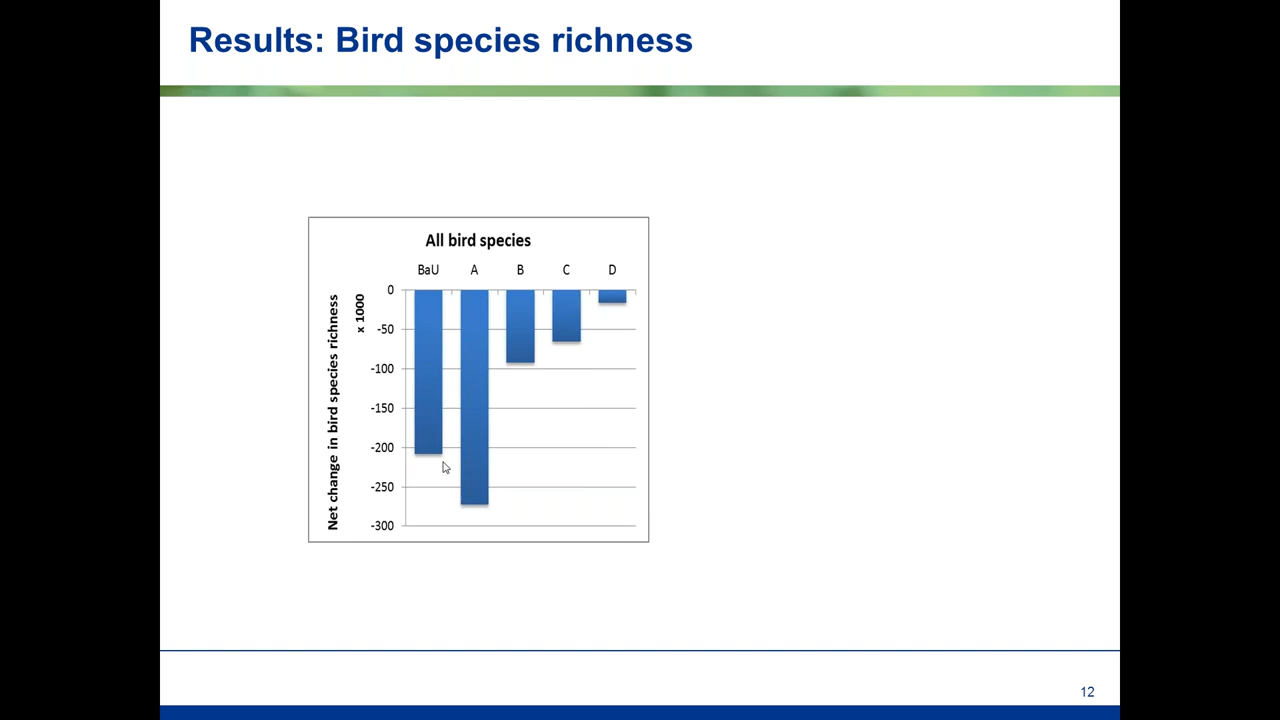 Results: Bird species richness
All bird species
BaU A B C D
Net change in bird species richness
x 1000
0
-50
-100
-150
-200
-250
-300
12